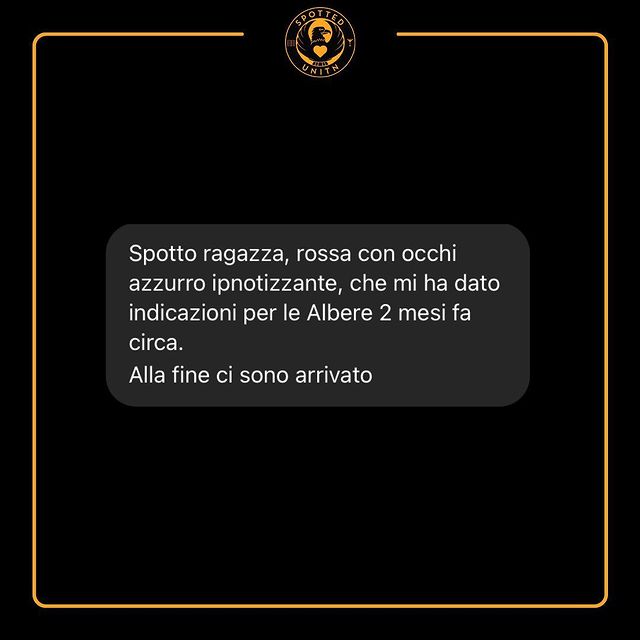 SPOTTED
UNITN
Spotto ragazza, rossa con occhi
azzurro ipnotizzante, che mi ha dato
indicazioni per le Albere 2 mesi fa
circa.
Alla fine ci sono arrivato